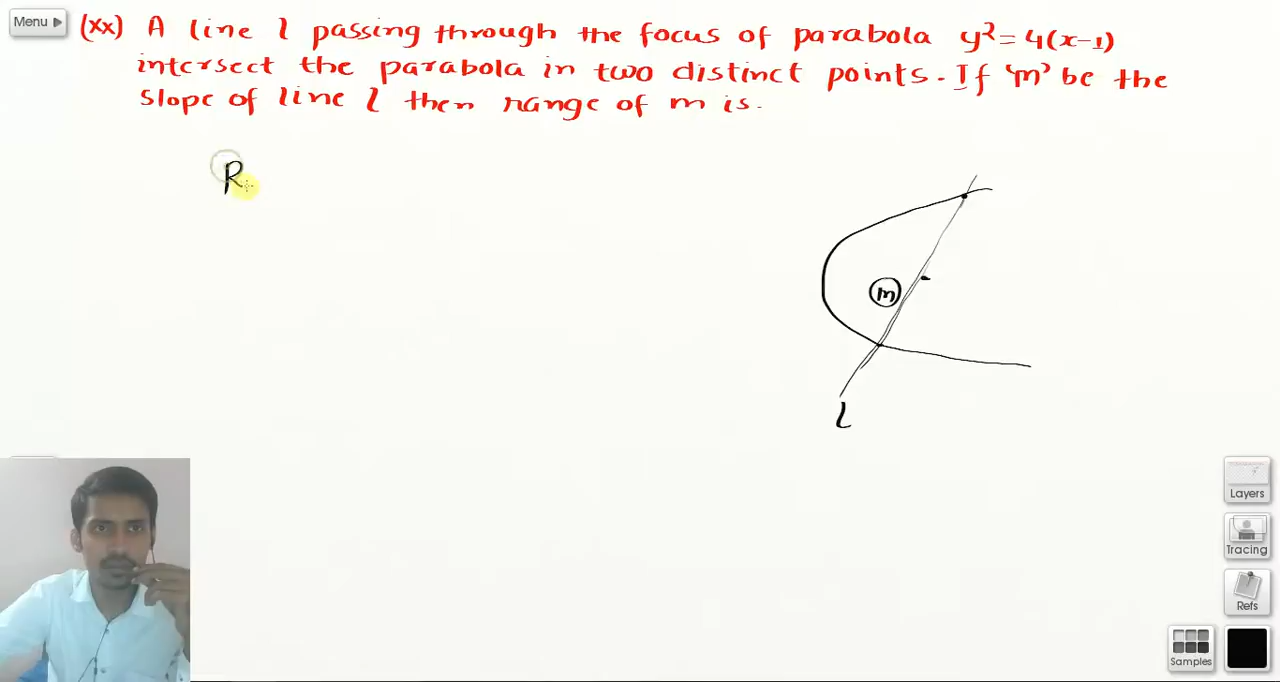 Menu
(xx) A line l passing through the focus of parabola y² = 4(x-1)
intersect the parabola in two distinct points. If 'm' be the
slope of line l then range of m is.
R
m
l
Layers
Tracing
Refs
Samples